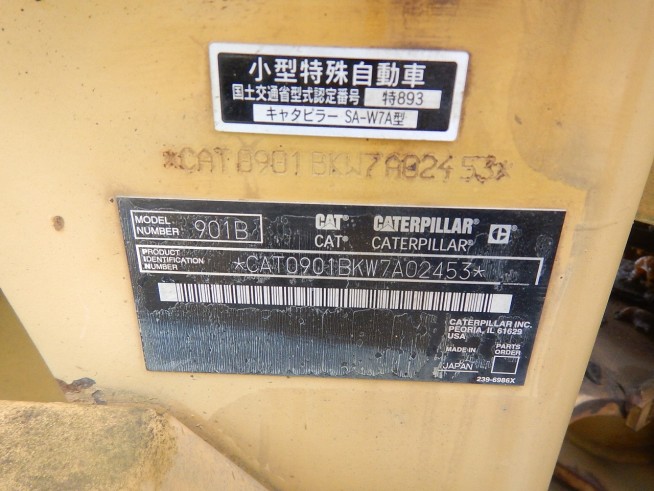 小型特殊自動車
国土交通省型式認定番号 特893
キャタピラー SA-W7A型
*CAT0901BKW7A02453*
MODEL NUMBER 901B CAT® CATERPILLAR®
CAT® CATERPILLAR®
PRODUCT IDENTIFICATION NUMBER *CAT0901BKW7A02453*
CATERPILLAR INC.
PEORIA, IL 61629
USA
MADE IN PARTS ORDER
JAPAN
239-6986X